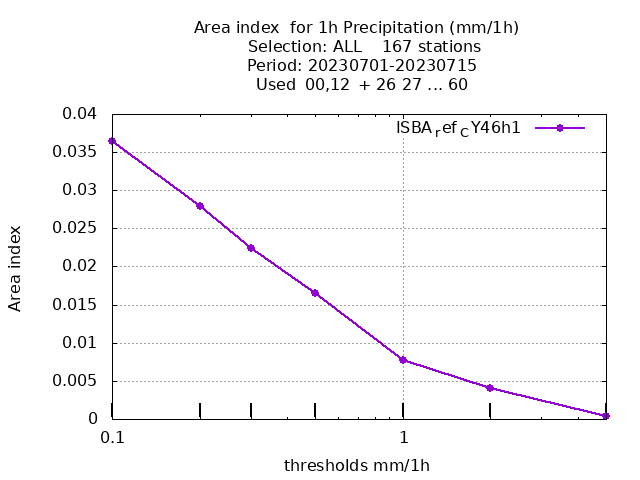 Area index  for 1h Precipitation (mm/1h)
Selection: ALL    167 stations
Period: 20230701-20230715
Used  00,12  + 26 27 ... 60
ISBA_ref_CY46h1
0.04
0.035
0.03
0.025
0.02
0.015
0.01
0.005
0
Area index
0.1
1
thresholds mm/1h